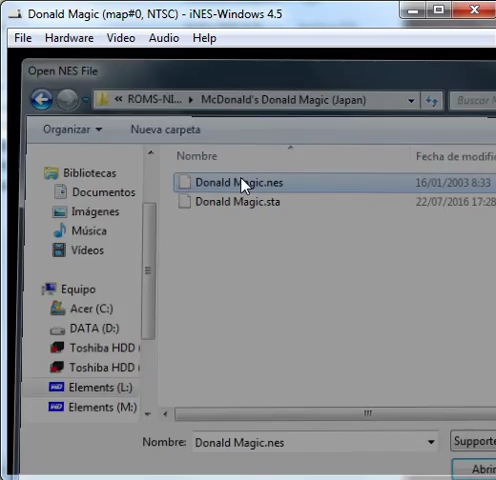 Donald Magic (map#0, NTSC) - iNES-Windows 4.5
File Hardware Video Audio Help
Open NES File
« ROMS-NI... McDonald's Donald Magic (Japan) Buscar M
Organizar Nueva carpeta
Nombre Fecha de modifi
Bibliotecas
Documentos
Imágenes
Música
Vídeos
Equipo
Acer (C:)
DATA (D:)
Toshiba HDD (
Toshiba HDD (
Elements (L:)
Elements (M:)
Donald Magic.nes 16/01/2003 8:33
Donald Magic.sta 22/07/2016 17:28
Nombre: Donald Magic.nes Supporte
Abrir